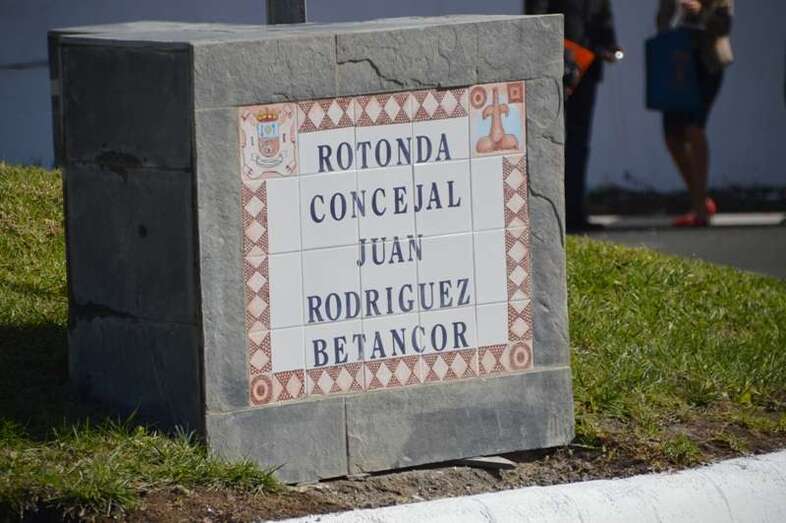 ROTONDA
CONCEJAL
JUAN
RODRIGUEZ
BETANCOR